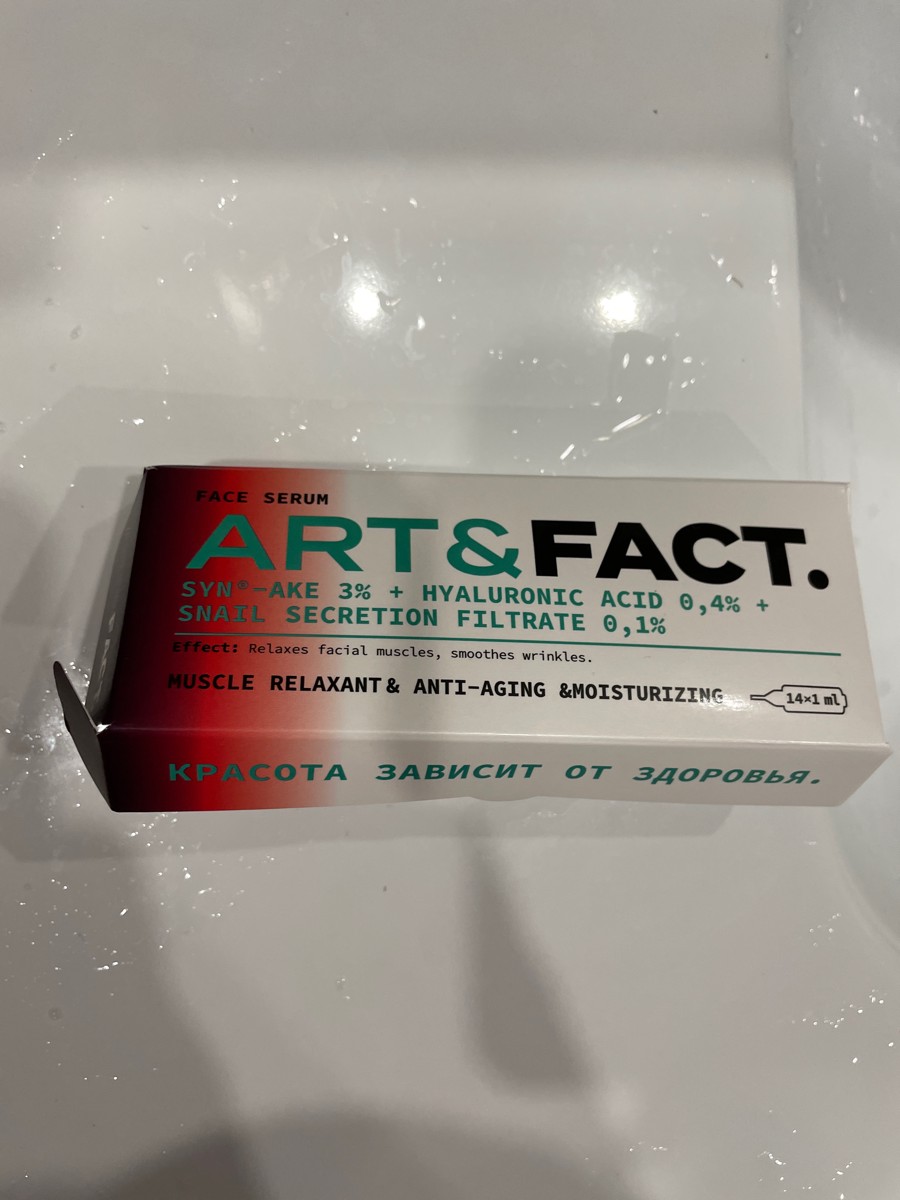 FACE SERUM
ART&FACT.
SYN®-AKE 3% + HYALURONIC ACID 0,4% +
SNAIL SECRETION FILTRATE 0,1%
Effect: Relaxes facial muscles, smoothes wrinkles.
MUSCLE RELAXANT & ANTI-AGING &MOISTURIZING
14×1 ml
КРАСОТА ЗАВИСИТ ОТ ЗДОРОВЬЯ.